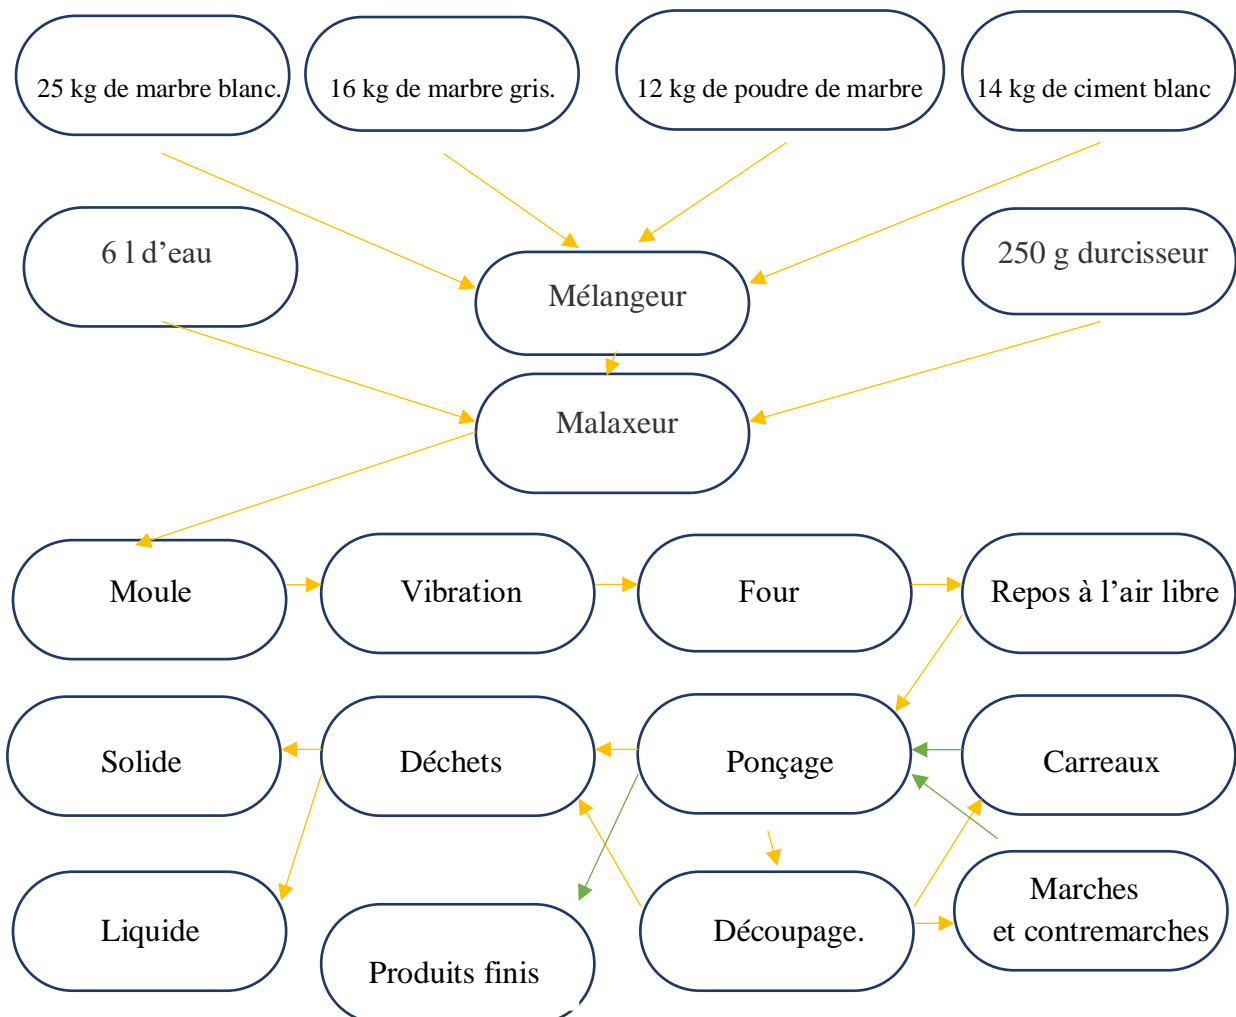 25 kg de marbre blanc.
16 kg de marbre gris.
12 kg de poudre de marbre
14 kg de ciment blanc
6 l d’eau
250 g durcisseur
Mélangeur
Malaxeur
Moule
Vibration
Four
Repos à l’air libre
Solide
Déchets
Ponçage
Carreaux
Liquide
Produits finis
Découpage.
Marches
et contremarches